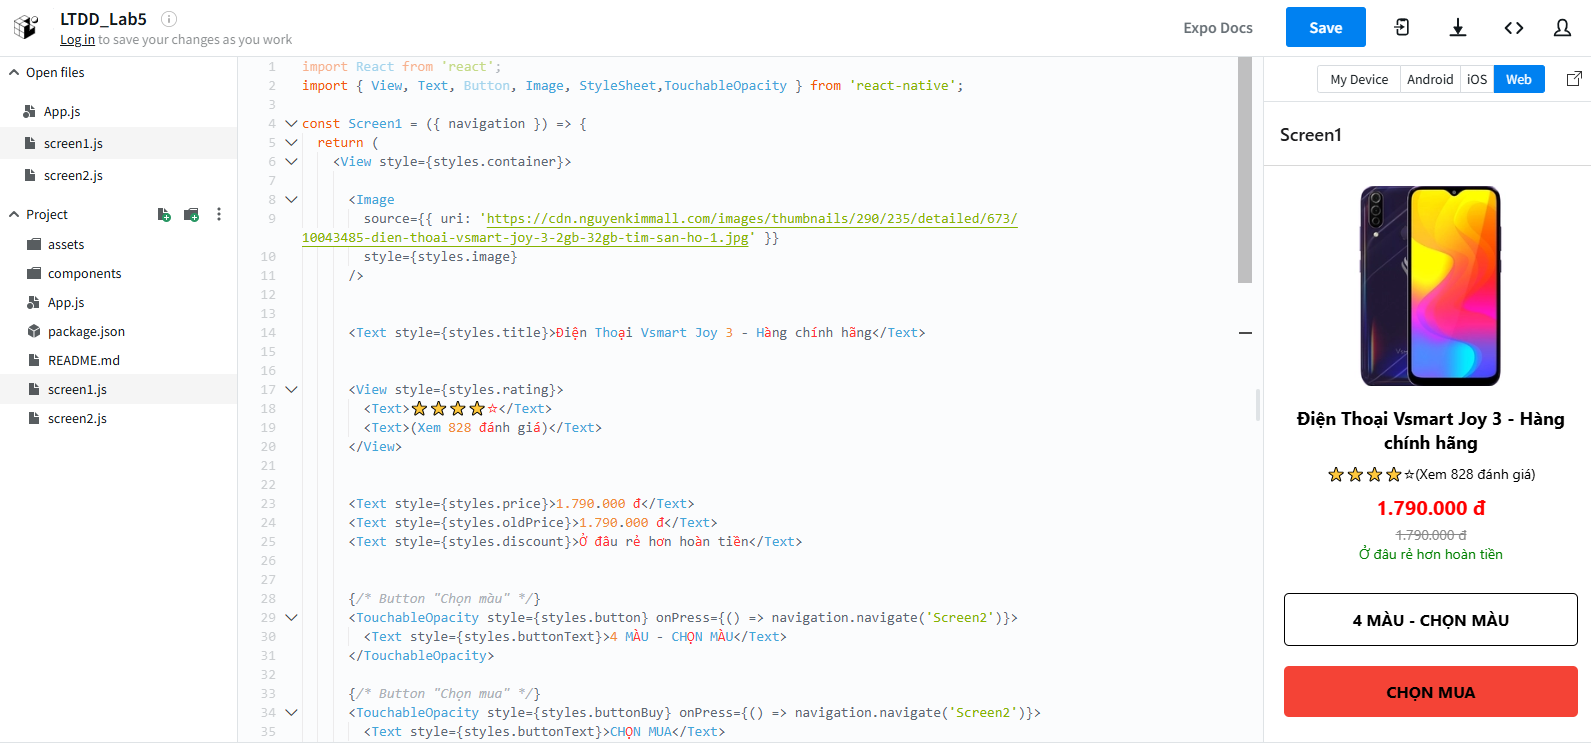 LTDD_Lab5
Log in to save your changes as you work
Expo Docs
Save
Open files
App.js
screen1.js
screen2.js
Project
assets
components
App.js
package.json
README.md
screen1.js
screen2.js
1 import React from 'react';
2 import { View, Text, Button, Image, StyleSheet,TouchableOpacity } from 'react-native';
3
4 const Screen1 = ({ navigation }) => {
5 return (
6 <View style={styles.container}>
7
8 <Image
9 source={{ uri: 'https://cdn.nguyenkimmall.com/images/thumbnails/290/235/detailed/673/
10043485-dien-thoai-vsmart-joy-3-2gb-32gb-tim-san-ho-1.jpg' }}
10 style={styles.image}
11 />
12
13
14 <Text style={styles.title}>Điện Thoại Vsmart Joy 3 - Hàng chính hãng</Text>
15
16
17 <View style={styles.rating}>
18 <Text>⭐⭐⭐⭐☆</Text>
19 <Text>(Xem 828 đánh giá)</Text>
20 </View>
21
22
23 <Text style={styles.price}>1.790.000 đ</Text>
24 <Text style={styles.oldPrice}>1.790.000 đ</Text>
25 <Text style={styles.discount}>Ở đâu rẻ hơn hoàn tiền</Text>
26
27
28 {/* Button "Chọn màu" */}
29 <TouchableOpacity style={styles.button} onPress={() => navigation.navigate('Screen2')}>
30 <Text style={styles.buttonText}>4 MÀU - CHỌN MÀU</Text>
31 </TouchableOpacity>
32
33 {/* Button "Chọn mua" */}
34 <TouchableOpacity style={styles.buttonBuy} onPress={() => navigation.navigate('Screen2')}>
35 <Text style={styles.buttonText}>CHỌN MUA</Text>
My Device
Android
iOS
Web
Screen1
Điện Thoại Vsmart Joy 3 - Hàng
chính hãng
⭐⭐⭐⭐☆(Xem 828 đánh giá)
1.790.000 đ
1.790.000 đ
Ở đâu rẻ hơn hoàn tiền
4 MÀU - CHỌN MÀU
CHỌN MUA